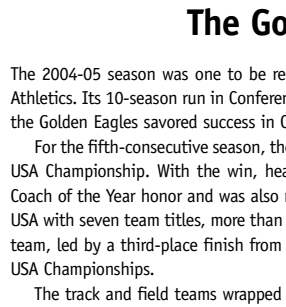 The Go
The 2004-05 season was one to be re
Athletics. Its 10-season run in Conferen
the Golden Eagles savored success in C
For the fifth-consecutive season, the
USA Championship. With the win, hea
Coach of the Year honor and was also
USA with seven team titles, more than
team, led by a third-place finish from
USA Championships.
The track and field teams wrapped